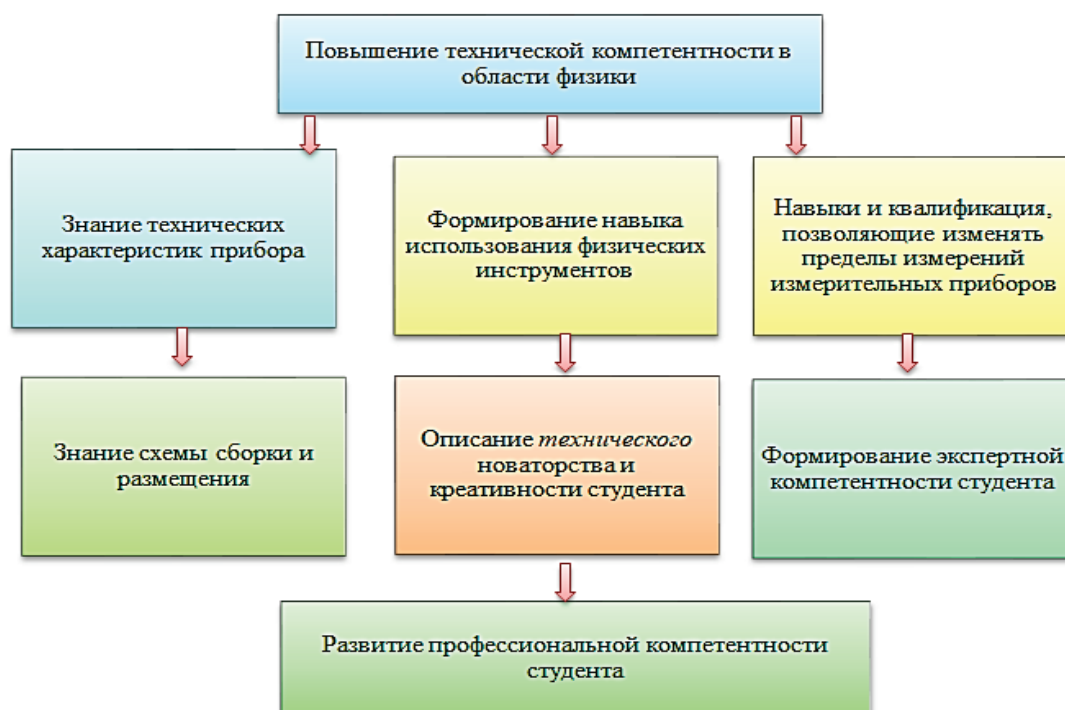 Повышение технической компетентности в
области физики
Знание технических
характеристик прибора
Формирование навыка
использования физических
инструментов
Навыки и квалификация,
позволяющие изменять
пределы измерений
измерительных приборов
Знание схемы сборки и
размещения
Описание технического
новаторства и
креативности студента
Формирование экспертной
компетентности студента
Развитие профессиональной компетентности
студента